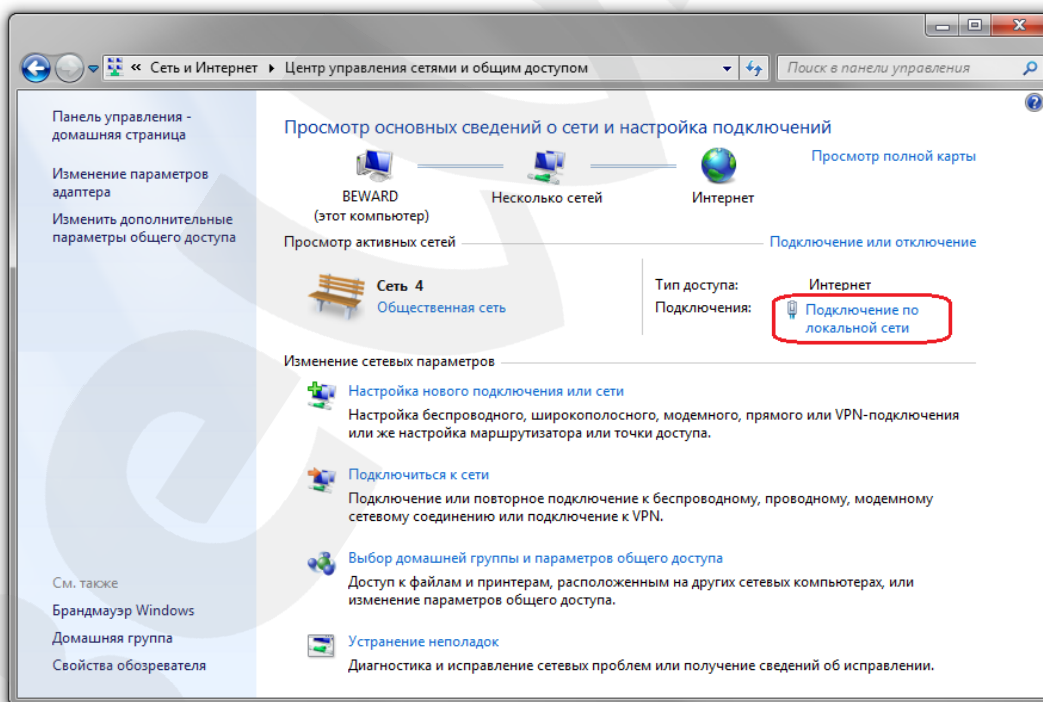 « Сеть и Интернет ▸ Центр управления сетями и общим доступом
Поиск в панели управления
Панель управления -
домашняя страница
Изменение параметров
адаптера
Изменить дополнительные
параметры общего доступа
Просмотр основных сведений о сети и настройка подключений
Просмотр полной карты
BEWARD
(этот компьютер)
Несколько сетей
Интернет
Просмотр активных сетей
Подключение или отключение
Сеть 4
Общественная сеть
Тип доступа: Интернет
Подключения: Подключение по
локальной сети
Изменение сетевых параметров
Настройка нового подключения или сети
Настройка беспроводного, широкополосного, модемного, прямого или VPN-подключения
или же настройка маршрутизатора или точки доступа.
Подключиться к сети
Подключение или повторное подключение к беспроводному, проводному, модемному
сетевому соединению или подключение к VPN.
Выбор домашней группы и параметров общего доступа
Доступ к файлам и принтерам, расположенным на других сетевых компьютерах, или
изменение параметров общего доступа.
Устранение неполадок
Диагностика и исправление сетевых проблем или получение сведений об исправлении.
См. также
Брандмауэр Windows
Домашняя группа
Свойства обозревателя